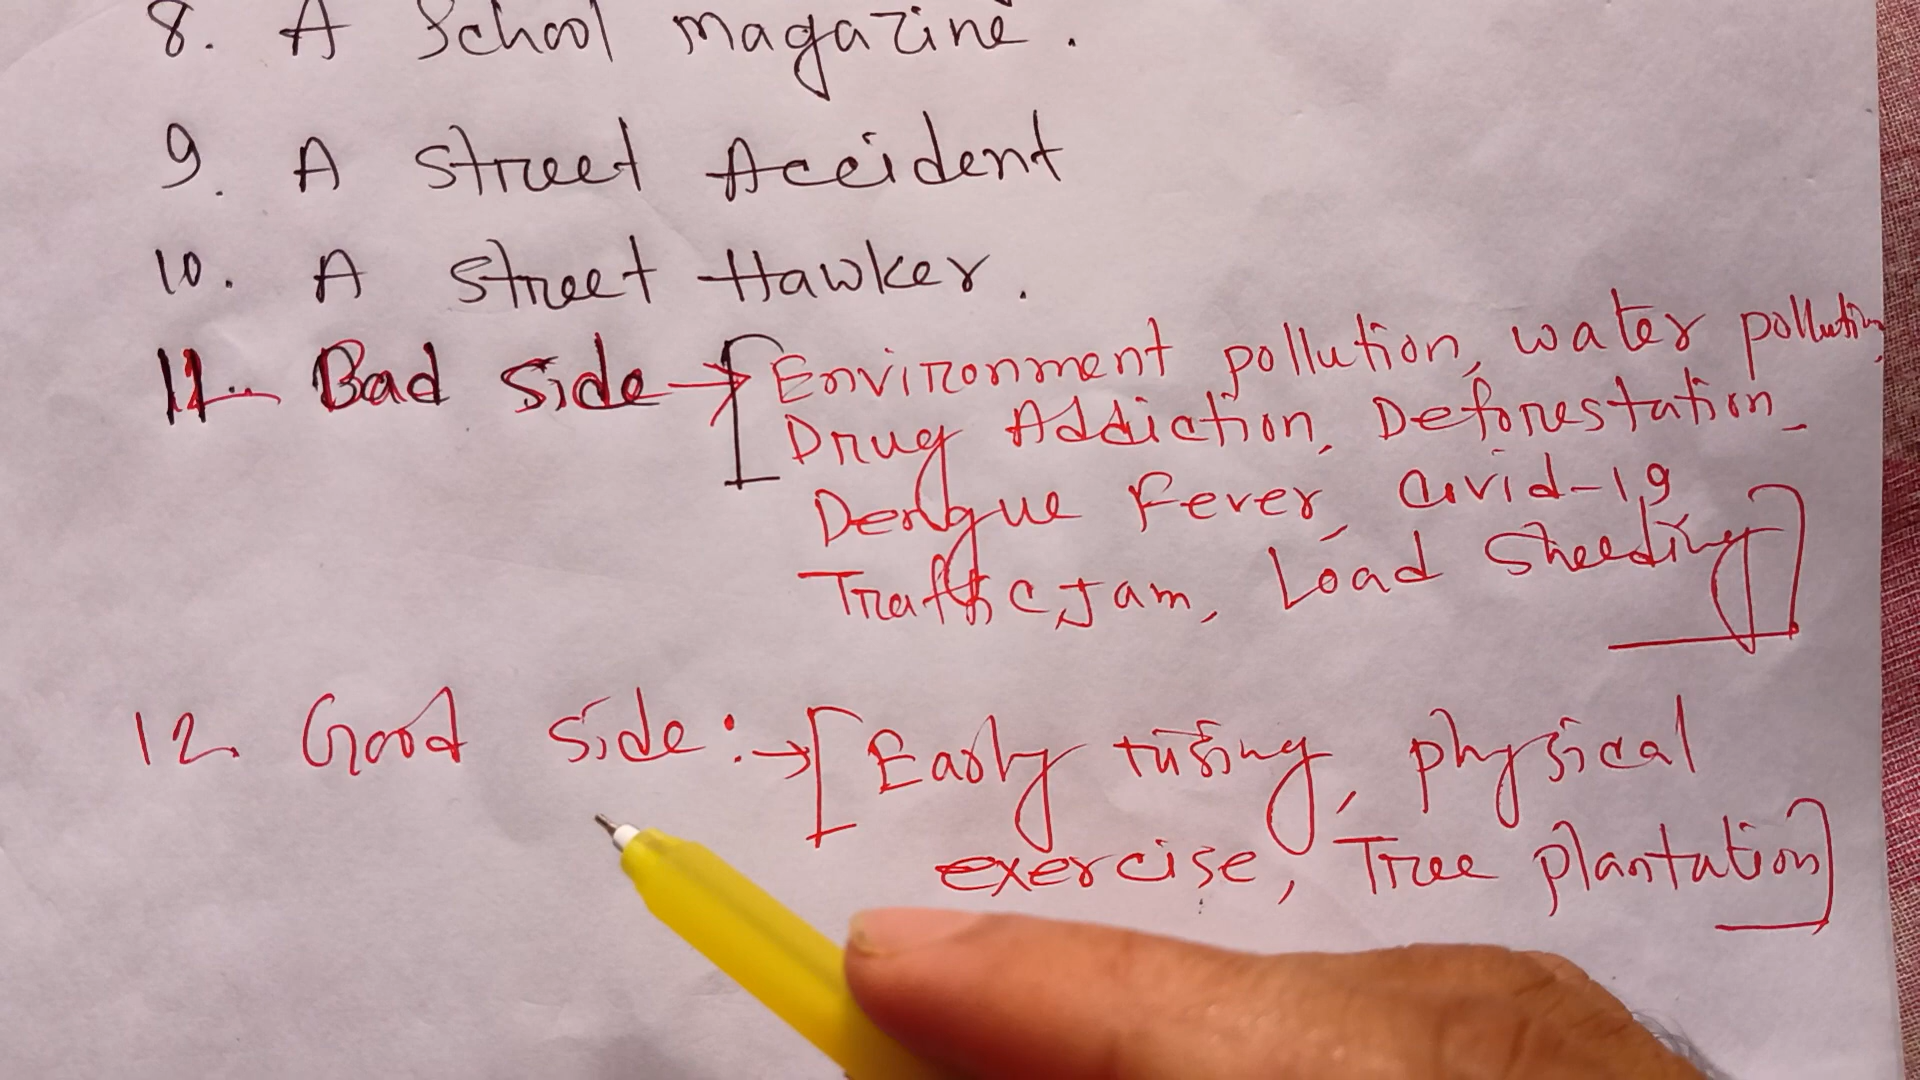 8. A School magazine.
9. A Street Accident
10. A Street Hawker.
11. Bad side → [Environment pollution, water pollution,
Drug Addiction, Deforestation
Dengue Fever, Covid-19
Traffic Jam, Load Sheeding]
12. Good side :→ [Early rising, physical
exercise, Tree plantation]